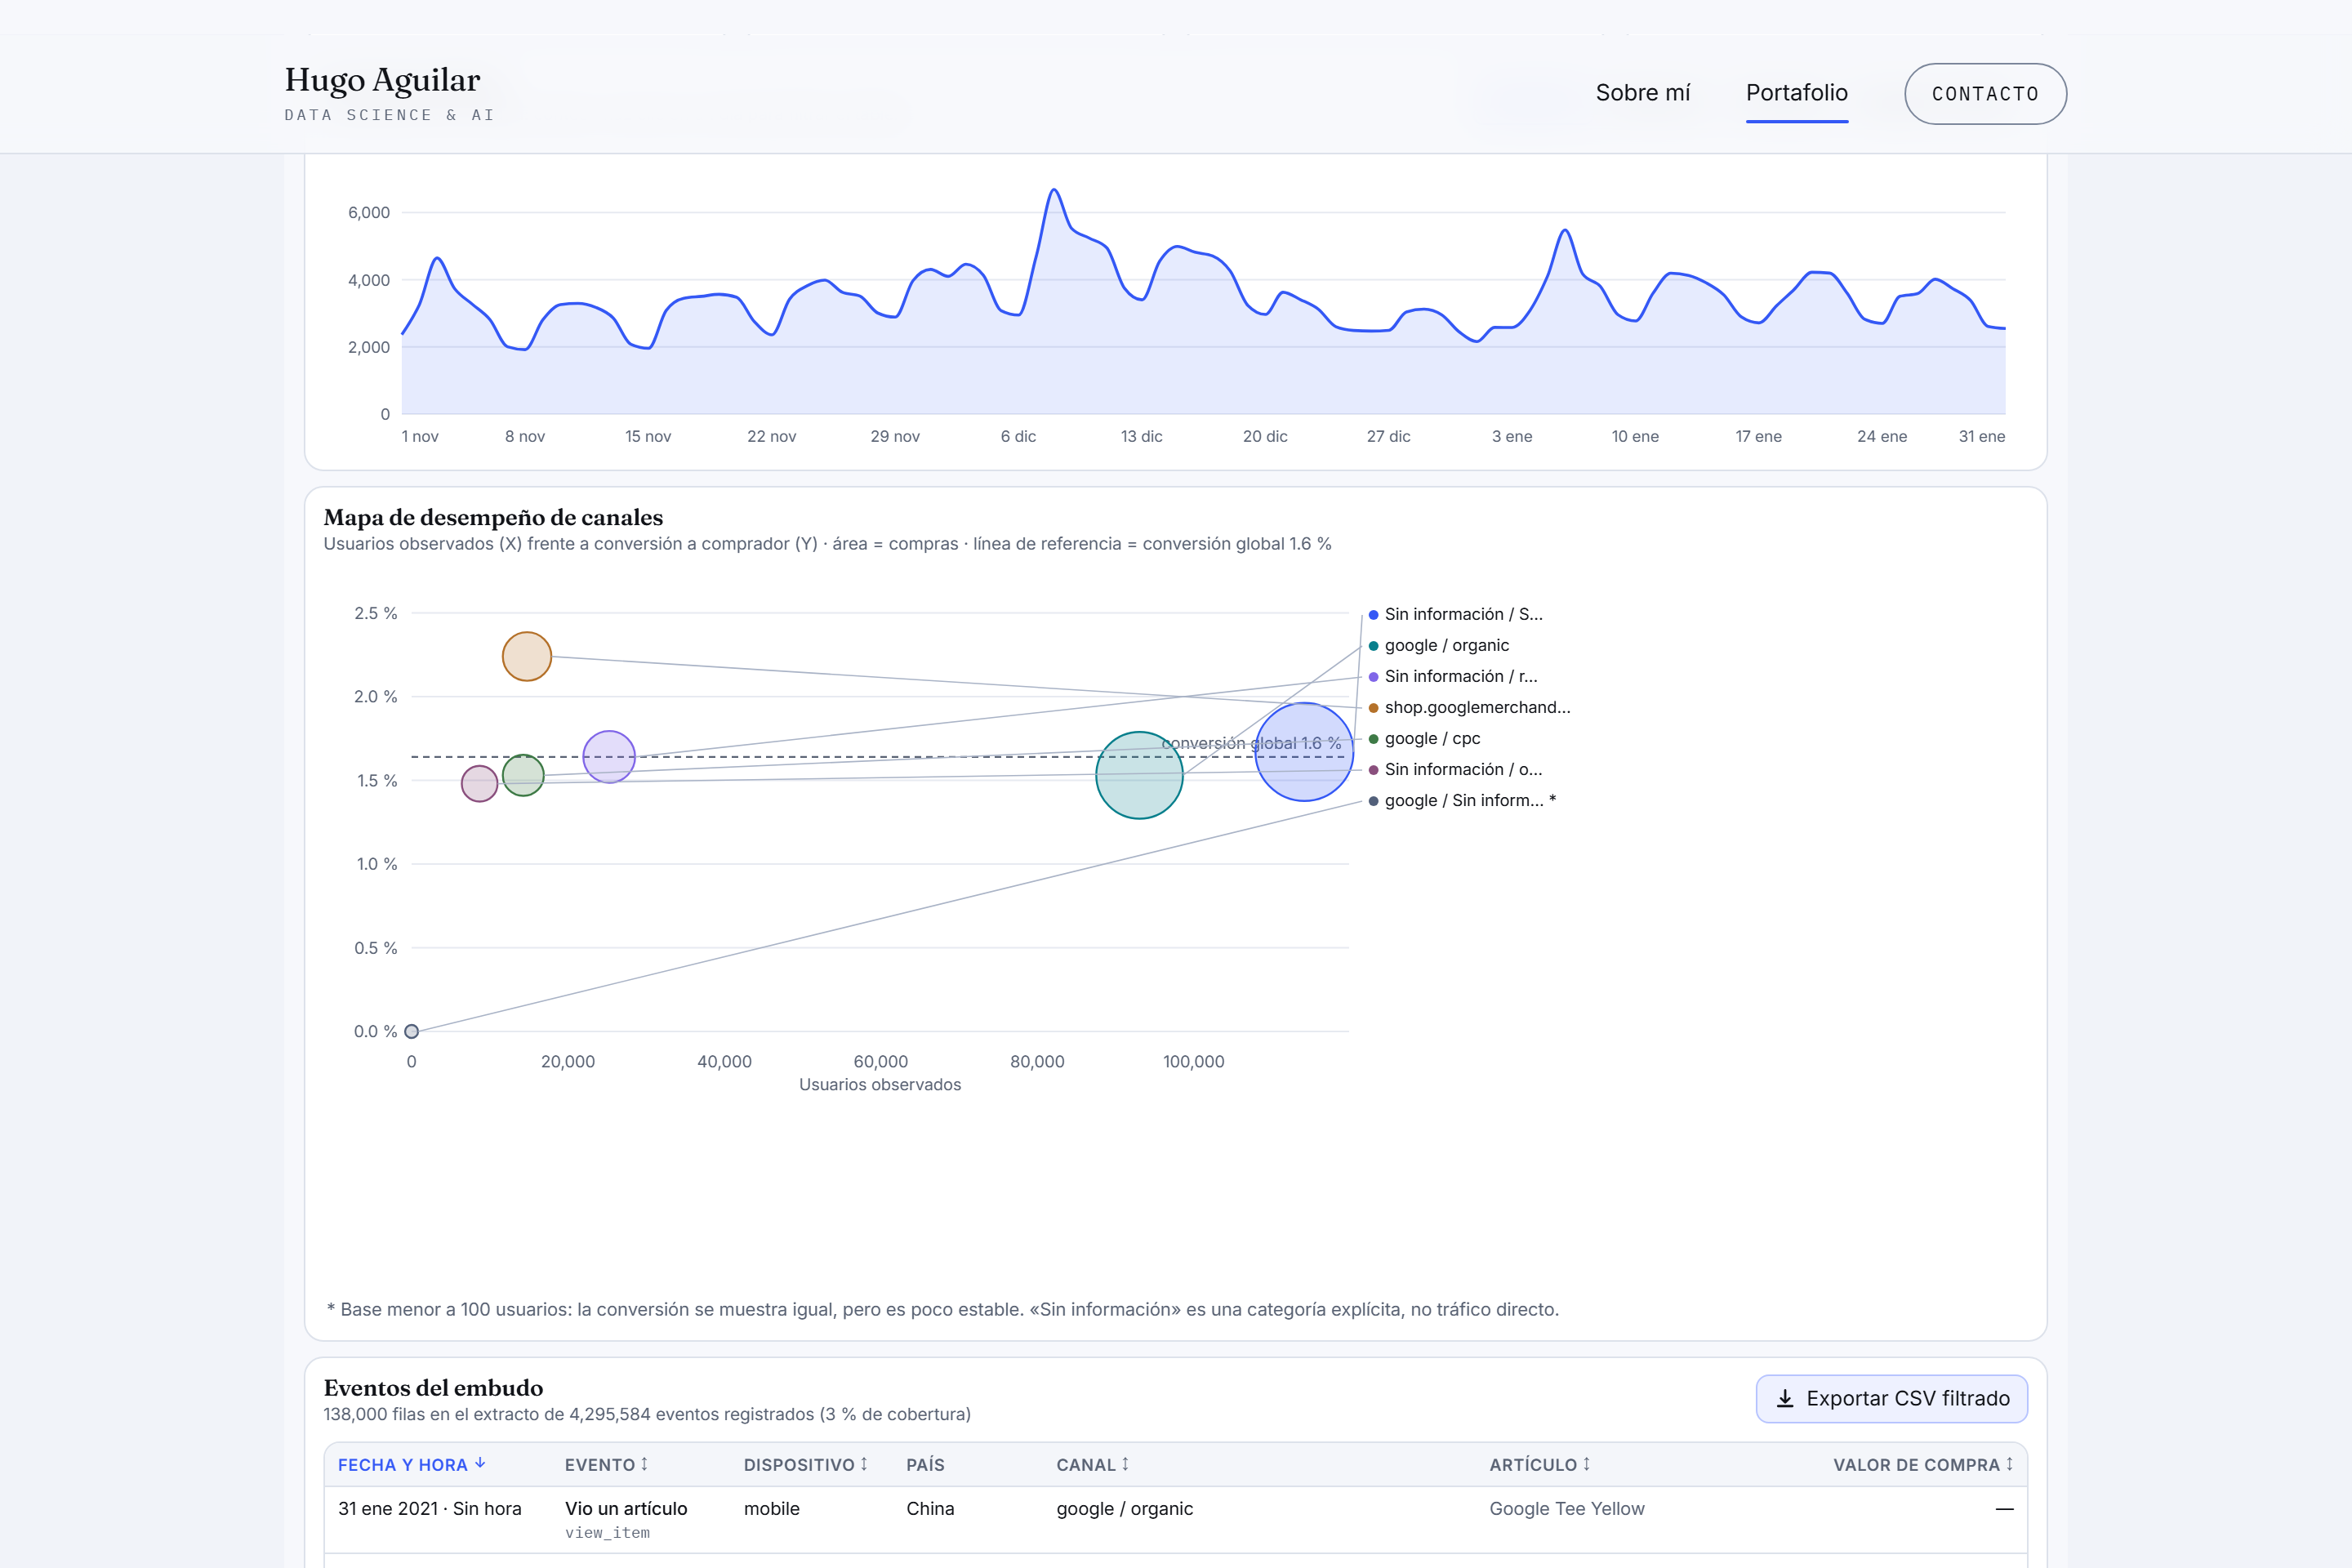 Hugo Aguilar
DATA SCIENCE & AI
Sobre mí
Portafolio
CONTACTO
6,000
4,000
2,000
0
1 nov 8 nov 15 nov 22 nov 29 nov 6 dic 13 dic 20 dic 27 dic 3 ene 10 ene 17 ene 24 ene 31 ene
Mapa de desempeño de canales
Usuarios observados (X) frente a conversión a comprador (Y) · área = compras · línea de referencia = conversión global 1.6 %
2.5 %
2.0 %
1.5 %
1.0 %
0.5 %
0.0 %
conversión global 1.6 %
Sin información / S...
google / organic
Sin información / r...
shop.googlemerchand...
google / cpc
Sin información / o...
google / Sin inform... *
0 20,000 40,000 60,000 80,000 100,000
Usuarios observados
* Base menor a 100 usuarios: la conversión se muestra igual, pero es poco estable. «Sin información» es una categoría explícita, no tráfico directo.
Eventos del embudo
138,000 filas en el extracto de 4,295,584 eventos registrados (3 % de cobertura)
Exportar CSV filtrado
FECHA Y HORA ↓ EVENTO ↕ DISPOSITIVO ↕ PAÍS CANAL ↕ ARTÍCULO ↕ VALOR DE COMPRA ↕
31 ene 2021 · Sin hora Vio un artículo mobile China google / organic Google Tee Yellow —
view_item